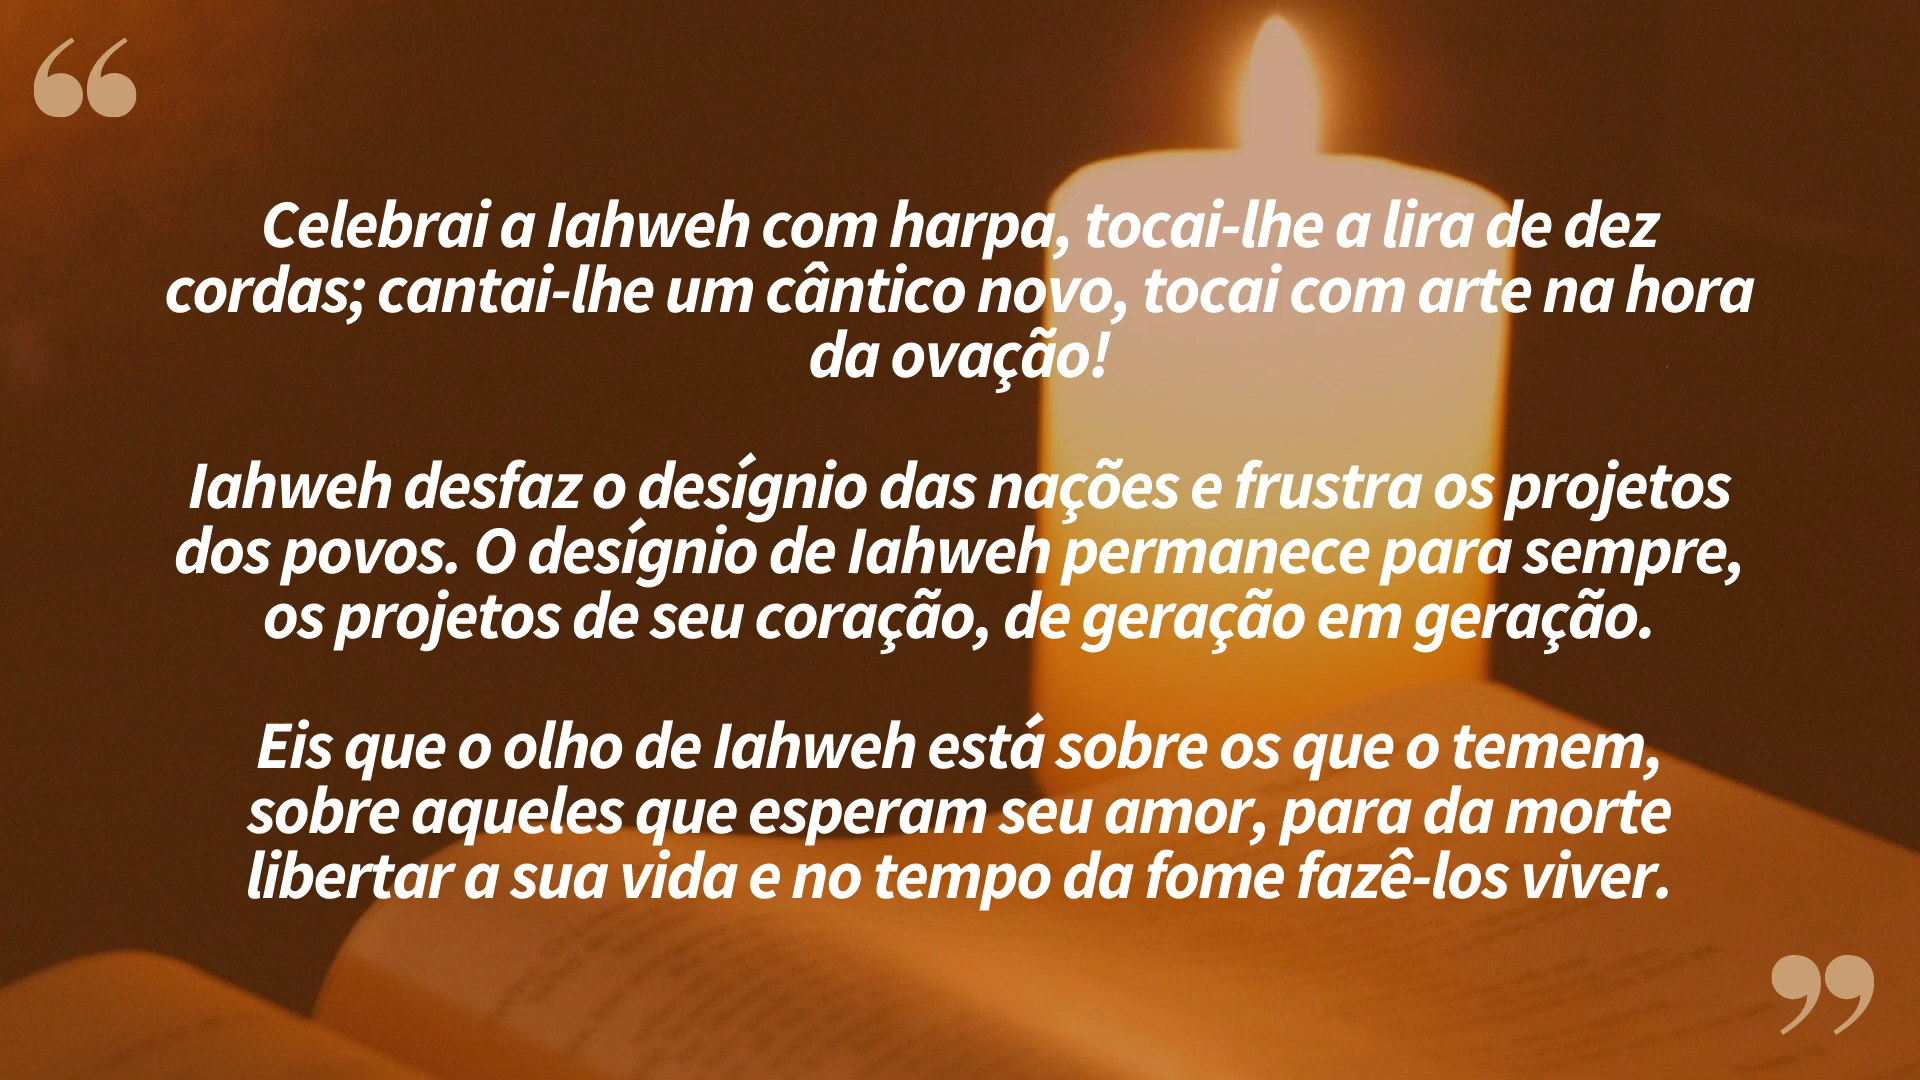 “
Celebrai a Iahweh com harpa, tocai-lhe a lira de dez
cordas; cantai-lhe um cântico novo, tocai com arte na hora
da ovação!
Iahweh desfaz o desígnio das nações e frustra os projetos
dos povos. O desígnio de Iahweh permanece para sempre,
os projetos de seu coração, de geração em geração.
Eis que o olho de Iahweh está sobre os que o temem,
sobre aqueles que esperam seu amor, para da morte
libertar a sua vida e no tempo da fome fazê-los viver.
”